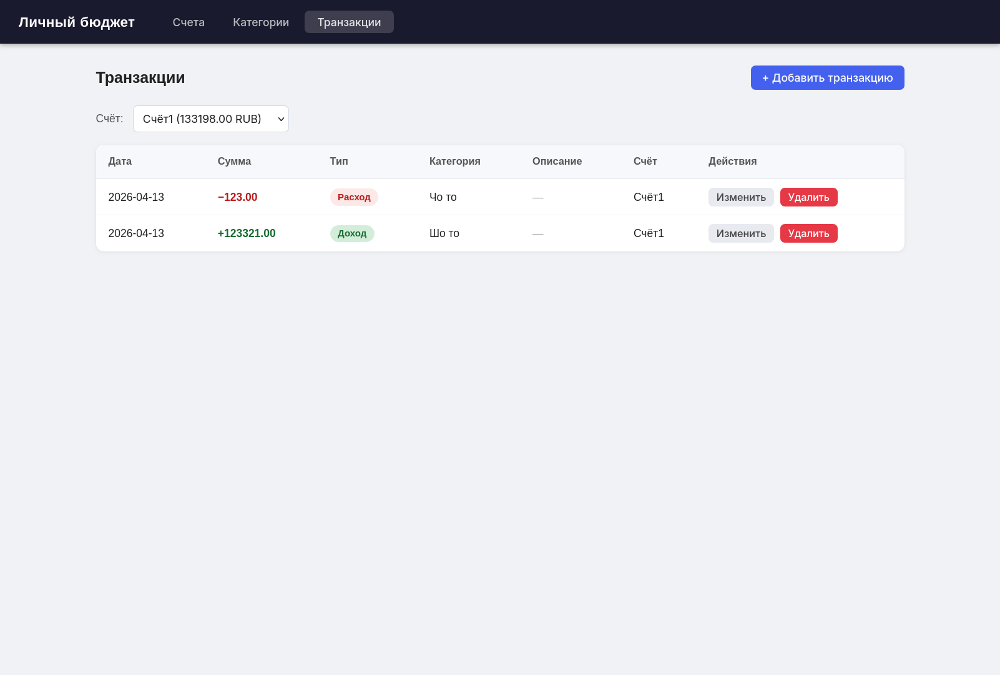 Личный бюджет Счета Категории Транзакции
Транзакции + Добавить транзакцию
Счёт: Счёт1 (133198.00 RUB)
Дата Сумма Тип Категория Описание Счёт Действия
2026-04-13 −123.00 Расход Чо то — Счёт1 Изменить Удалить
2026-04-13 +123321.00 Доход Шо то — Счёт1 Изменить Удалить